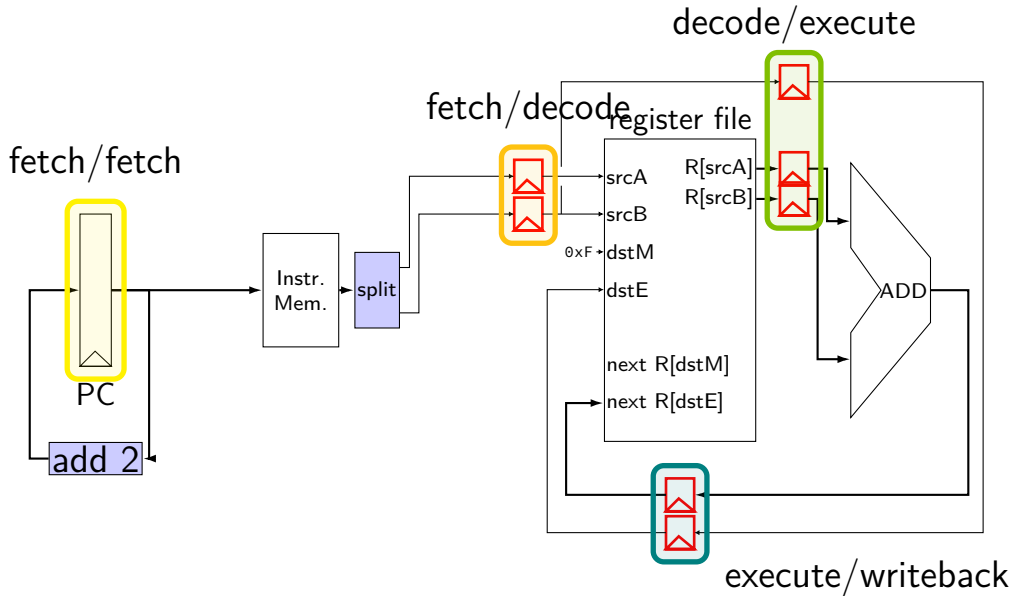 decode/execute
fetch/decode
register file
fetch/fetch
srcA
R[srcA]
srcB
R[srcB]
0xF
dstM
Instr.
Mem.
split
dstE
ADD
next R[dstM]
PC
next R[dstE]
add 2
execute/writeback